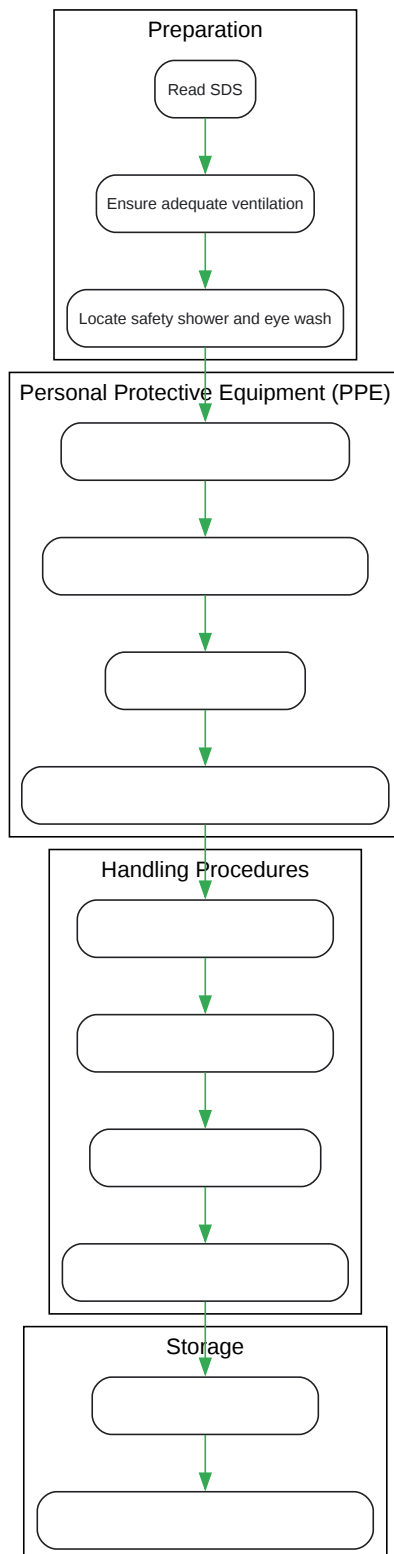 Preparation
Read SDS
Ensure adequate ventilation
Locate safety shower and eye wash
Personal Protective Equipment (PPE)
Handling Procedures
Storage